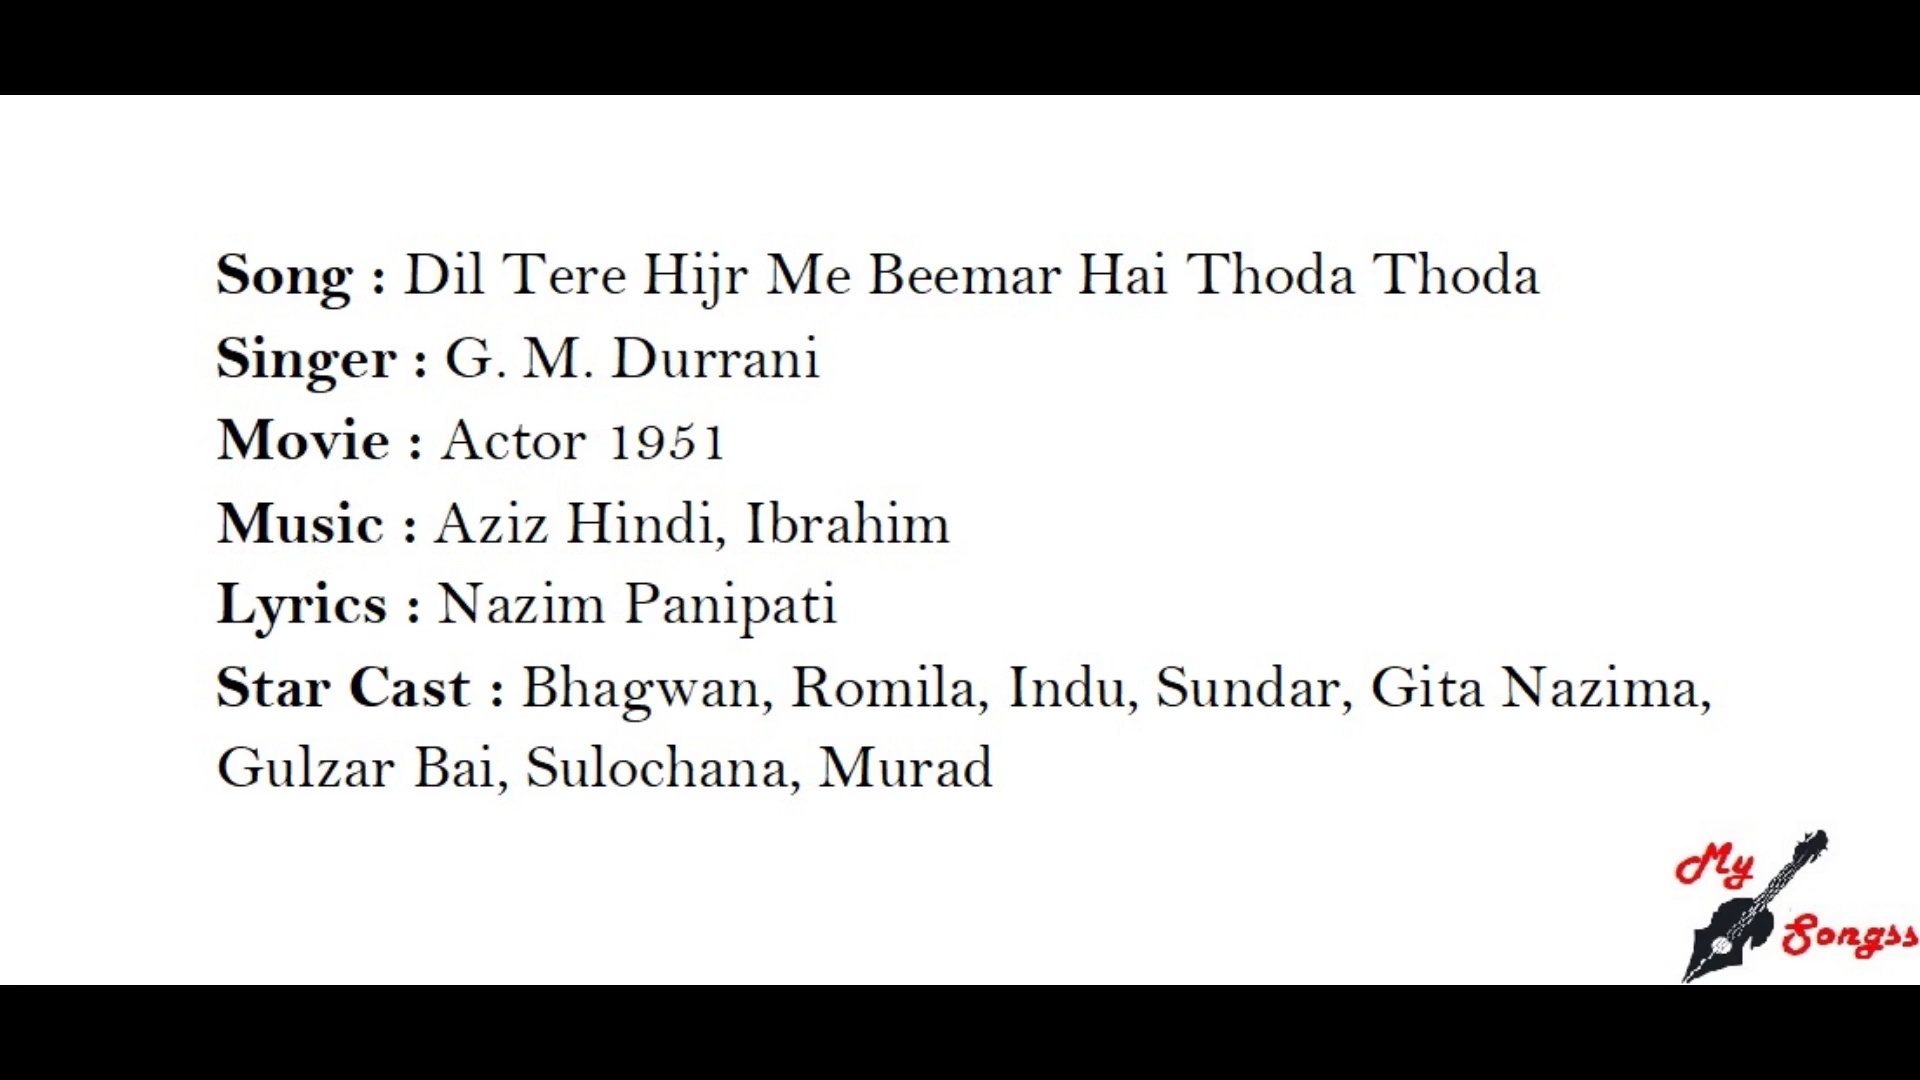 Song : Dil Tere Hijr Me Beemar Hai Thoda Thoda
Singer : G. M. Durrani
Movie : Actor 1951
Music : Aziz Hindi, Ibrahim
Lyrics : Nazim Panipati
Star Cast : Bhagwan, Romila, Indu, Sundar, Gita Nazima,
Gulzar Bai, Sulochana, Murad
My
Songss